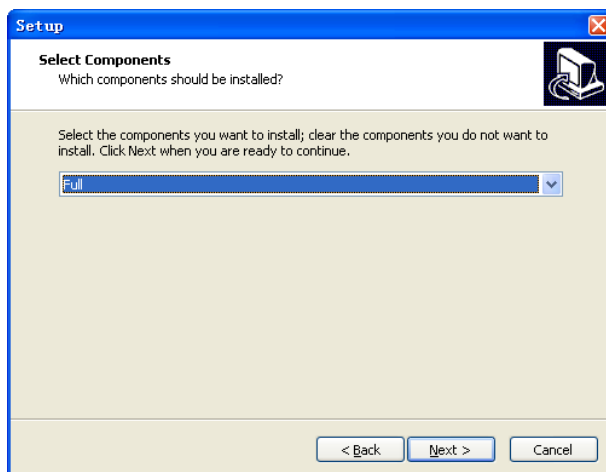 Setup
Select Components
Which components should be installed?
Select the components you want to install; clear the components you do not want to
install. Click Next when you are ready to continue.
Full
< Back
Next >
Cancel